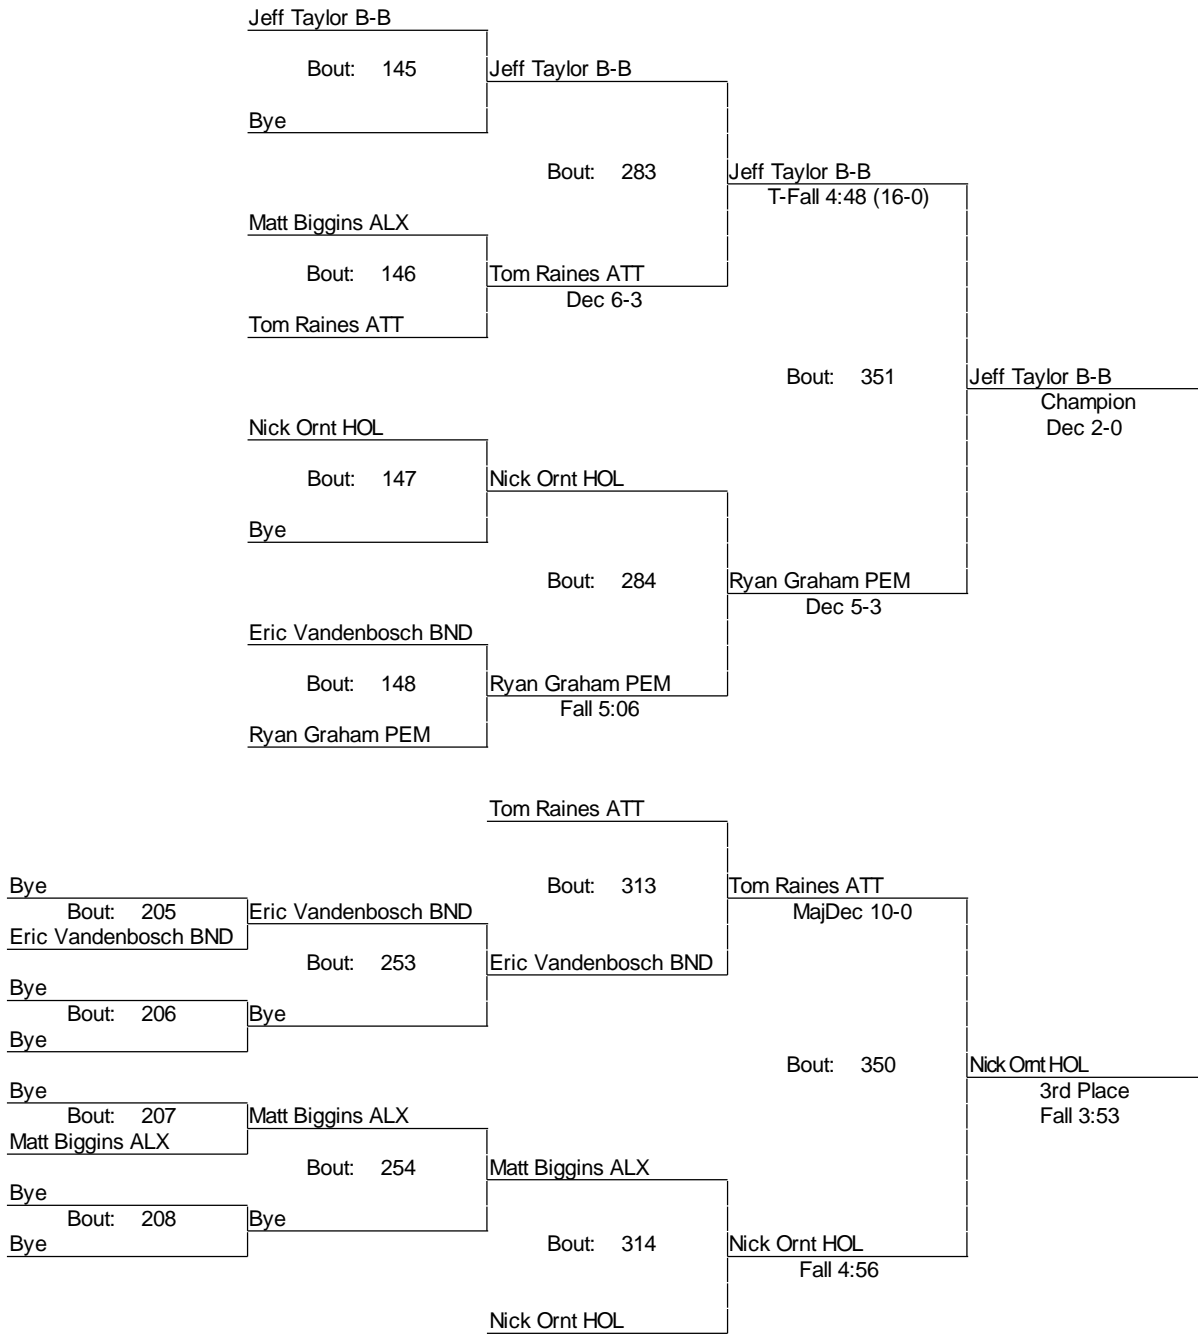 Jeff Taylor B-B
Bout: 145 Jeff Taylor B-B
Bye
Bout: 283 Jeff Taylor B-B
T-Fall 4:48 (16-0)
Matt Biggins ALX
Bout: 146 Tom Raines ATT
Dec 6-3
Tom Raines ATT
Bout: 351 Jeff Taylor B-B
Champion
Dec 2-0
Nick Ornt HOL
Bout: 147 Nick Ornt HOL
Bye
Bout: 284 Ryan Graham PEM
Dec 5-3
Eric Vandenbosch BND
Bout: 148 Ryan Graham PEM
Fall 5:06
Ryan Graham PEM
Tom Raines ATT
Bye Bout: 313 Tom Raines ATT
Bout: 205 Eric Vandenbosch BND MajDec 10-0
Eric Vandenbosch BND
Bout: 253 Eric Vandenbosch BND
Bye
Bout: 206 Bye
Bye
Bout: 350 Nick Ornt HOL
Bye 3rd Place
Bout: 207 Matt Biggins ALX Fall 3:53
Matt Biggins ALX
Bout: 254 Matt Biggins ALX
Bye
Bout: 208 Bye
Bye Bout: 314 Nick Ornt HOL
Fall 4:56
Nick Ornt HOL